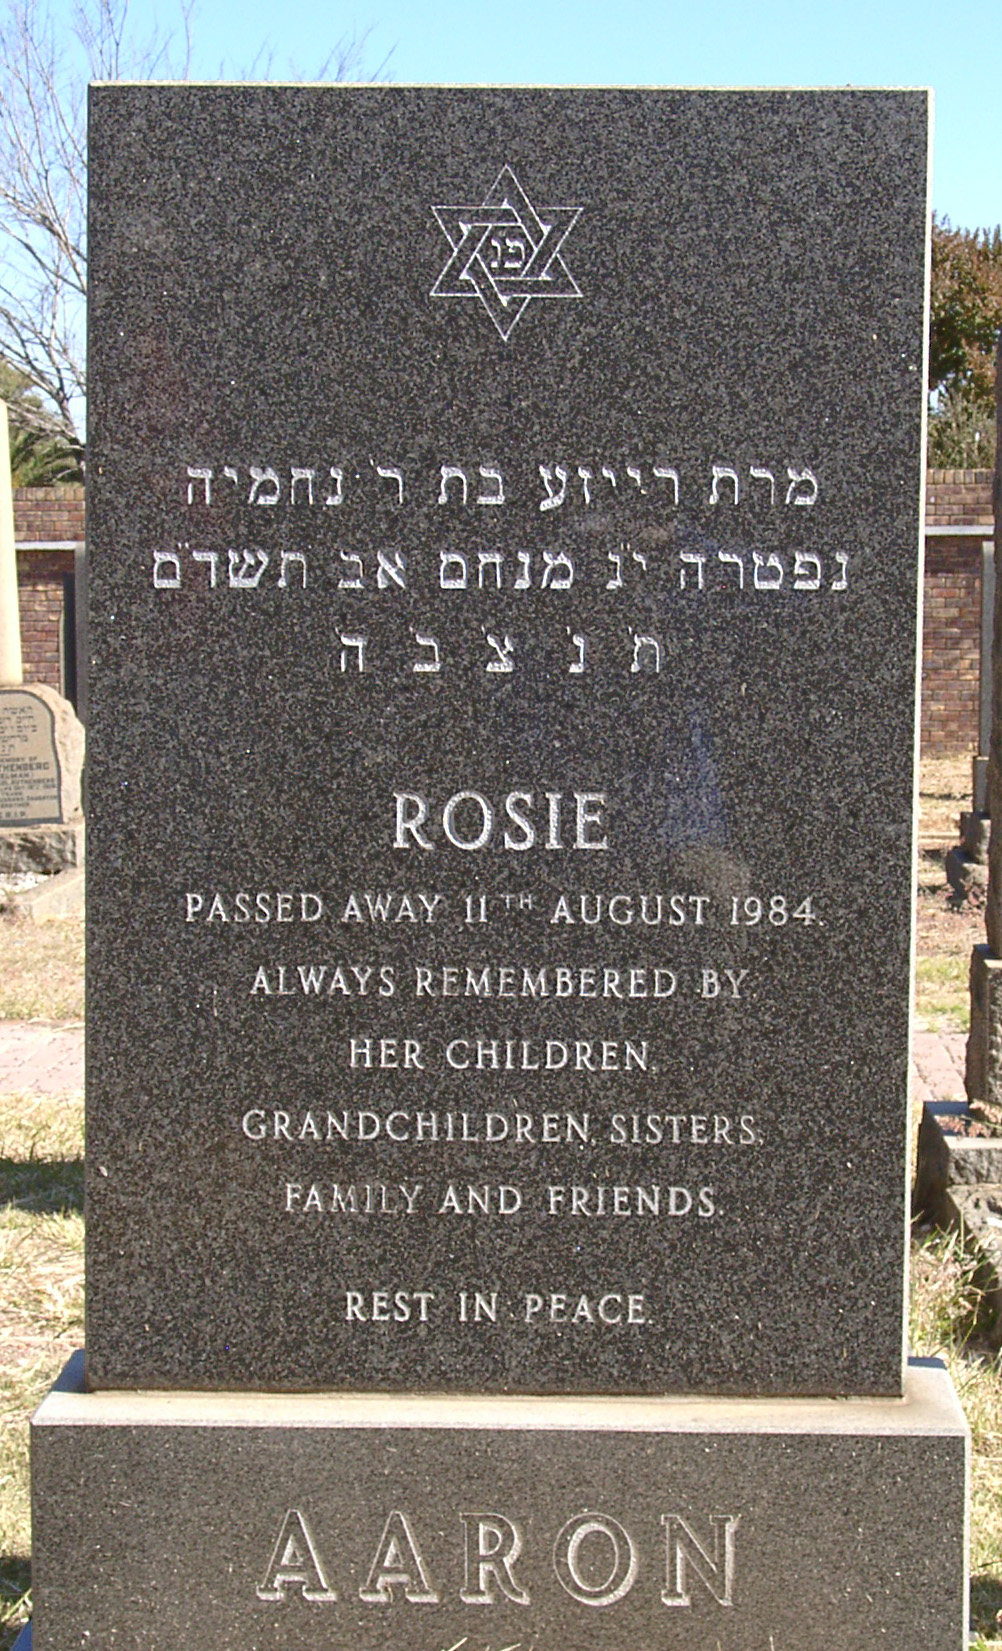 פנ
מרת רייזע בת ר' נחמיה
נפטרה י"ג מנחם אב תשד"ם
ת' נ' צ' ב' ה'
ROSIE
PASSED AWAY 11TH AUGUST 1984.
ALWAYS REMEMBERED BY
HER CHILDREN,
GRANDCHILDREN, SISTERS,
FAMILY AND FRIENDS.
REST IN PEACE.
AARON